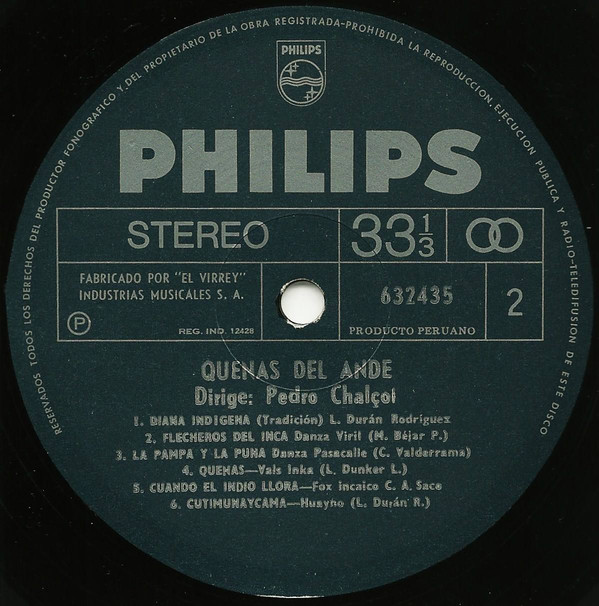 RESERVADOS TODOS LOS DERECHOS DEL PRODUCTOR FONOGRAFICO Y DEL PROPIETARIO DE LA OBRA REGISTRADA-PROHIBIDA LA REPRODUCCION, EJECUCION PUBLICA Y RADIO-TELEDIFUSION DE ESTE DISCO
PHILIPS
PHILIPS
STEREO
33 1/3
FABRICADO POR "EL VIRREY"
INDUSTRIAS MUSICALES S. A.
632435
2
Ⓟ
REG. IND. 12428
PRODUCTO PERUANO
QUENAS DEL ANDE
Dirige: Pedro Chalçoi
1. DIANA INDIGENA (Tradición) L. Durán Rodriguez
2. FLECHEROS DEL INCA Danza Viril (M. Béjar P.)
3. LA PAMPA Y LA PUNA Danza Pasacalle (C. Valderrama)
4. QUENAS—Vals Inka (L. Dunker L.)
5. CUANDO EL INDIO LLORA—Fox incaico C. A. Saco
6. CUTIMUNAYCAMA—Huayño (L. Durán R.)